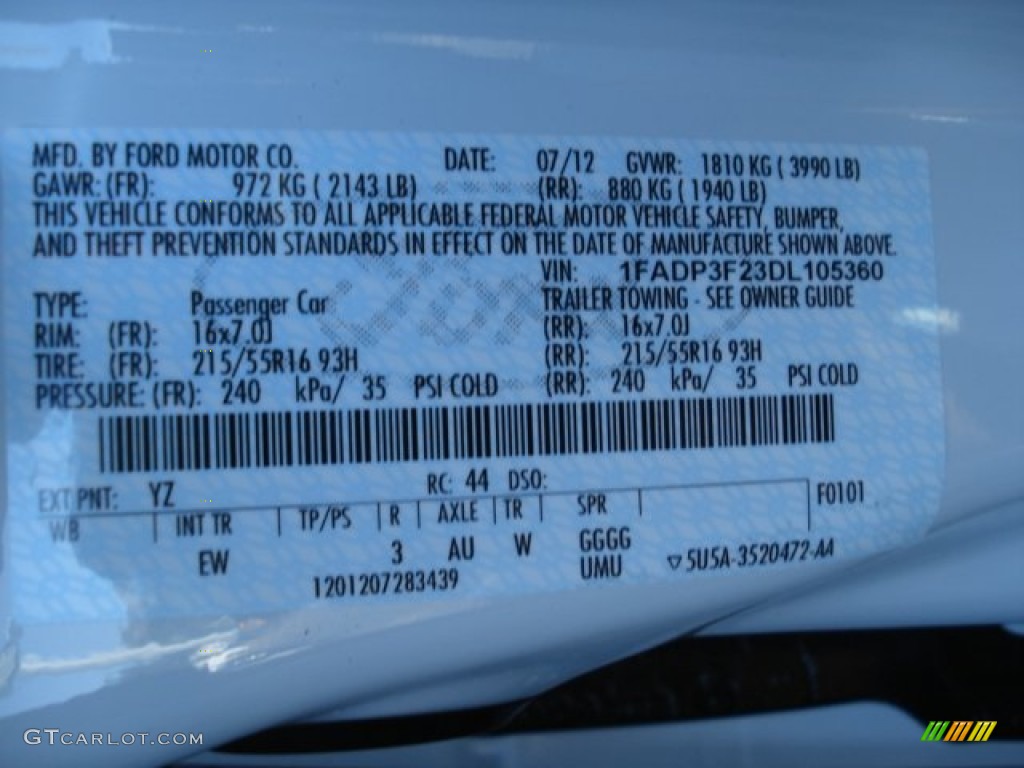 MFD. BY FORD MOTOR CO. DATE: 07/12 GVWR: 1810 KG ( 3990 LB)
GAWR: (FR): 972 KG ( 2143 LB) (RR): 880 KG ( 1940 LB)
THIS VEHICLE CONFORMS TO ALL APPLICABLE FEDERAL MOTOR VEHICLE SAFETY, BUMPER,
AND THEFT PREVENTION STANDARDS IN EFFECT ON THE DATE OF MANUFACTURE SHOWN ABOVE.
VIN: 1FADP3F23DL105360
TYPE: Passenger Car TRAILER TOWING - SEE OWNER GUIDE
RIM: (FR): 16x7.0J (RR): 16x7.0J
TIRE: (FR): 215/55R16 93H (RR): 215/55R16 93H
PRESSURE: (FR): 240 kPa/ 35 PSI COLD (RR): 240 kPa/ 35 PSI COLD
EXT PNT: YZ RC: 44 DSO: F0101
WB INT TR TP/PS R AXLE TR SPR
EW 3 AU W GGGG
1201207283439 UMU ▽5U5A-3520472-AA
GTCARLOT.COM